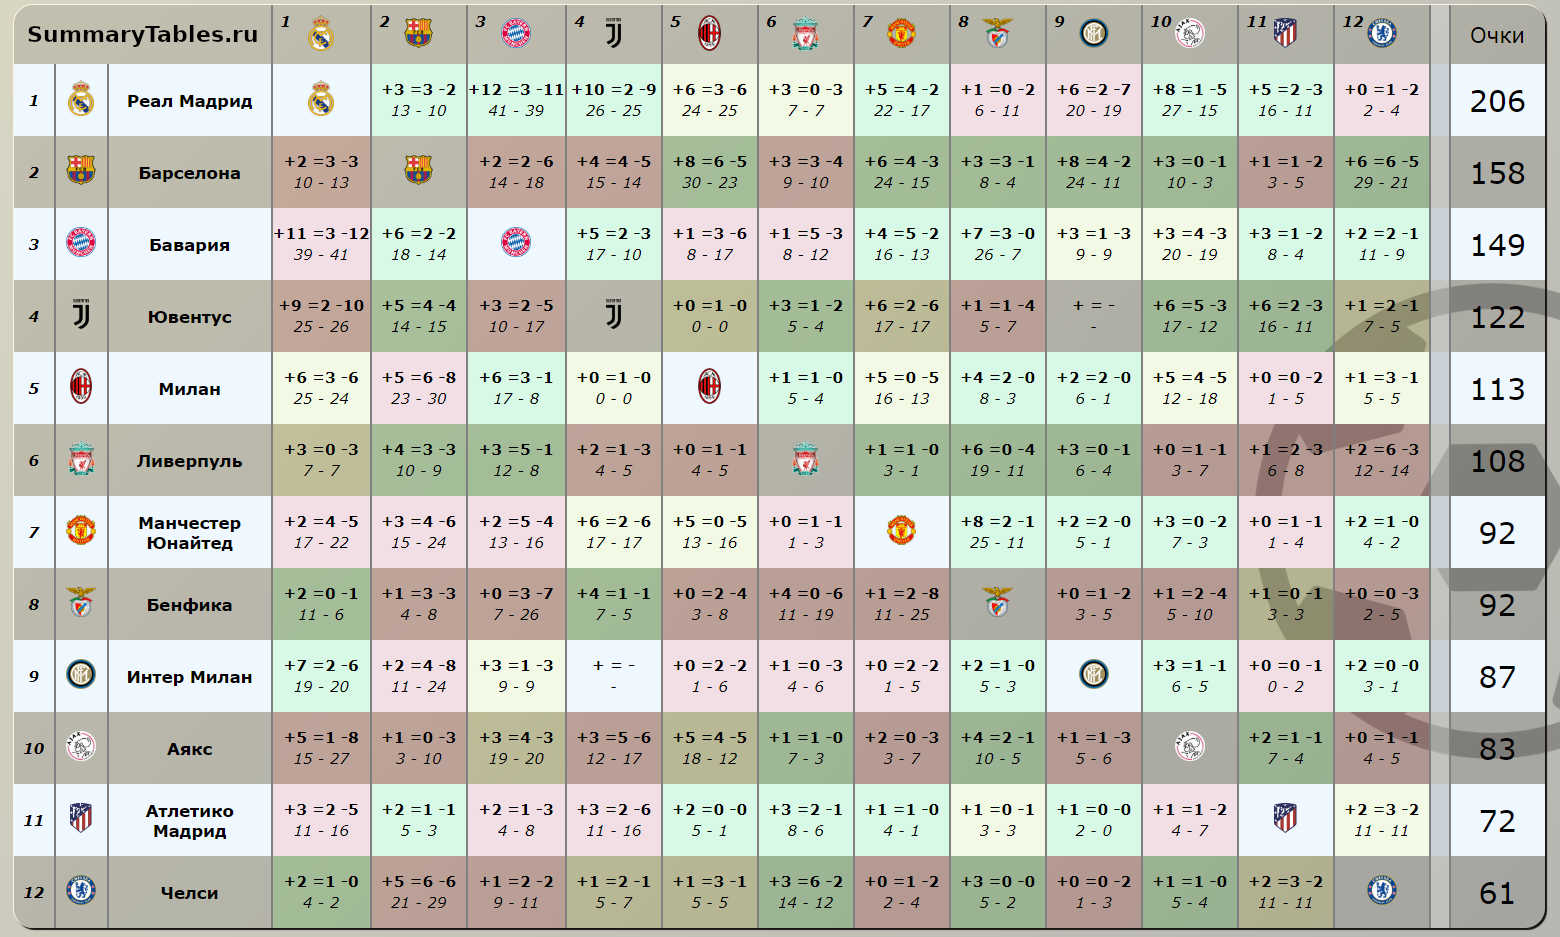 SummaryTables.ru 1 2 3 4 5 6 7 8 9 10 11 12 Очки
1 Реал Мадрид +3 =3 -2 +12 =3 -11 +10 =2 -9 +6 =3 -6 +3 =0 -3 +5 =4 -2 +1 =0 -2 +6 =2 -7 +8 =1 -5 +5 =2 -3 +0 =1 -2 206
13 - 10 41 - 39 26 - 25 24 - 25 7 - 7 22 - 17 6 - 11 20 - 19 27 - 15 16 - 11 2 - 4
2 Барселона +2 =3 -3 +2 =2 -6 +4 =4 -5 +8 =6 -5 +3 =3 -4 +6 =4 -3 +3 =3 -1 +8 =4 -2 +3 =0 -1 +1 =1 -2 +6 =6 -5 158
10 - 13 14 - 18 15 - 14 30 - 23 9 - 10 24 - 15 8 - 4 24 - 11 10 - 3 3 - 5 29 - 21
3 Бавария +11 =3 -12 +6 =2 -2 +5 =2 -3 +1 =3 -6 +1 =5 -3 +4 =5 -2 +7 =3 -0 +3 =1 -3 +3 =4 -3 +3 =1 -2 +2 =2 -1 149
39 - 41 18 - 14 17 - 10 8 - 17 8 - 12 16 - 13 26 - 7 9 - 9 20 - 19 8 - 4 11 - 9
4 Ювентус +9 =2 -10 +5 =4 -4 +3 =2 -5 +0 =1 -0 +3 =1 -2 +6 =2 -6 +1 =1 -4 + = - +6 =5 -3 +6 =2 -3 +1 =2 -1 122
25 - 26 14 - 15 10 - 17 0 - 0 5 - 4 17 - 17 5 - 7 - 17 - 12 16 - 11 7 - 5
5 Милан +6 =3 -6 +5 =6 -8 +6 =3 -1 +0 =1 -0 +1 =1 -0 +5 =0 -5 +4 =2 -0 +2 =2 -0 +5 =4 -5 +0 =0 -2 +1 =3 -1 113
25 - 24 23 - 30 17 - 8 0 - 0 5 - 4 16 - 13 8 - 3 6 - 1 12 - 18 1 - 5 5 - 5
6 Ливерпуль +3 =0 -3 +4 =3 -3 +3 =5 -1 +2 =1 -3 +0 =1 -1 +1 =1 -0 +6 =0 -4 +3 =0 -1 +0 =1 -1 +1 =2 -3 +2 =6 -3 108
7 - 7 10 - 9 12 - 8 4 - 5 4 - 5 3 - 1 19 - 11 6 - 4 3 - 7 6 - 8 12 - 14
7 Манчестер Юнайтед +2 =4 -5 +3 =4 -6 +2 =5 -4 +6 =2 -6 +5 =0 -5 +0 =1 -1 +8 =2 -1 +2 =2 -0 +3 =0 -2 +0 =1 -1 +2 =1 -0 92
17 - 22 15 - 24 13 - 16 17 - 17 13 - 16 1 - 3 25 - 11 5 - 1 7 - 3 1 - 4 4 - 2
8 Бенфика +2 =0 -1 +1 =3 -3 +0 =3 -7 +4 =1 -1 +0 =2 -4 +4 =0 -6 +1 =2 -8 +0 =1 -2 +1 =2 -4 +1 =0 -1 +0 =0 -3 92
11 - 6 4 - 8 7 - 26 7 - 5 3 - 8 11 - 19 11 - 25 3 - 5 5 - 10 3 - 3 2 - 5
9 Интер Милан +7 =2 -6 +2 =4 -8 +3 =1 -3 + = - +0 =2 -2 +1 =0 -3 +0 =2 -2 +2 =1 -0 +3 =1 -1 +0 =0 -1 +2 =0 -0 87
19 - 20 11 - 24 9 - 9 - 1 - 6 4 - 6 1 - 5 5 - 3 6 - 5 0 - 2 3 - 1
10 Аякс +5 =1 -8 +1 =0 -3 +3 =4 -3 +3 =5 -6 +5 =4 -5 +1 =1 -0 +2 =0 -3 +4 =2 -1 +1 =1 -3 +2 =1 -1 +0 =1 -1 83
15 - 27 3 - 10 19 - 20 12 - 17 18 - 12 7 - 3 3 - 7 10 - 5 5 - 6 7 - 4 4 - 5
11 Атлетико Мадрид +3 =2 -5 +2 =1 -1 +2 =1 -3 +3 =2 -6 +2 =0 -0 +3 =2 -1 +1 =1 -0 +1 =0 -1 +1 =0 -0 +1 =1 -2 +2 =3 -2 72
11 - 16 5 - 3 4 - 8 11 - 16 5 - 1 8 - 6 4 - 1 3 - 3 2 - 0 4 - 7 11 - 11
12 Челси +2 =1 -0 +5 =6 -6 +1 =2 -2 +1 =2 -1 +1 =3 -1 +3 =6 -2 +0 =1 -2 +3 =0 -0 +0 =0 -2 +1 =1 -0 +2 =3 -2 61
4 - 2 21 - 29 9 - 11 5 - 7 5 - 5 14 - 12 2 - 4 5 - 2 1 - 3 5 - 4 11 - 11